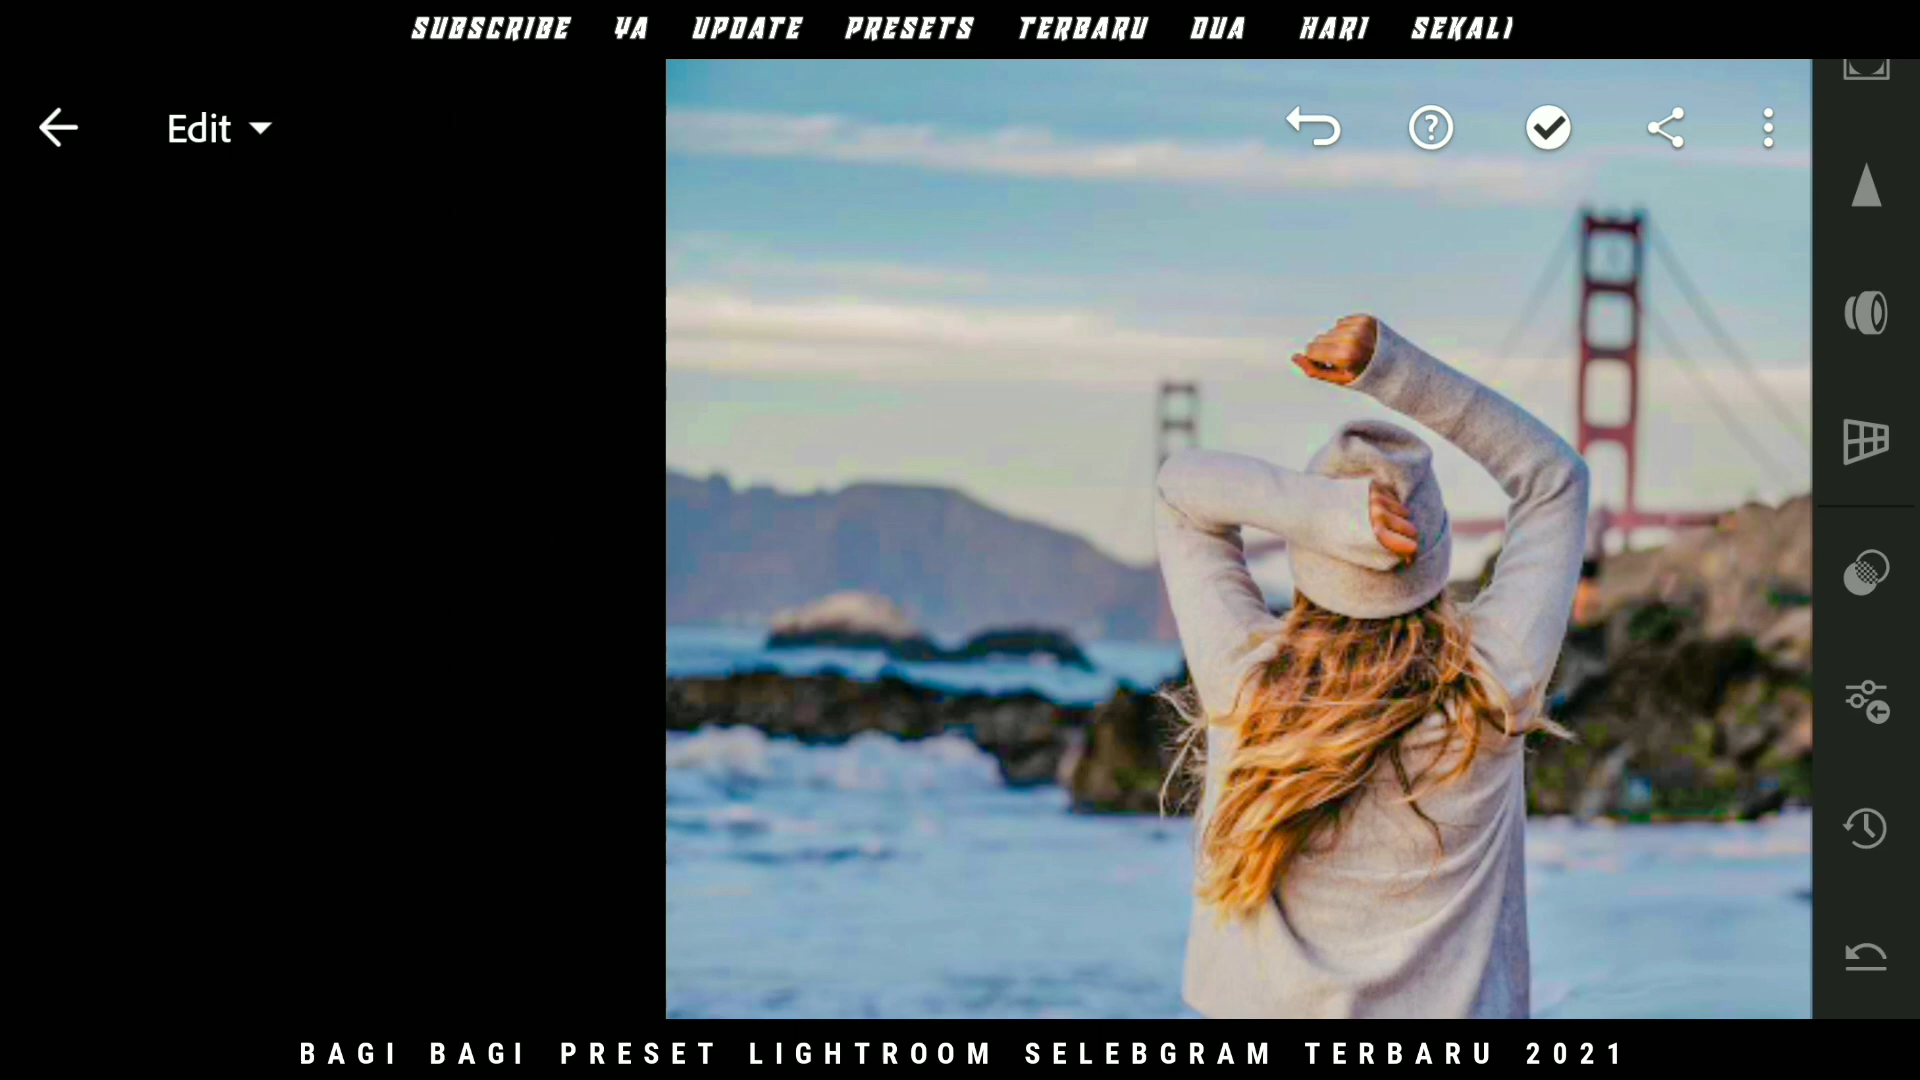 SUBSCRIBE YA UPDATE PRESETS TERBARU DUA HARI SEKALI
Edit
BAGI BAGI PRESET LIGHTROOM SELEBGRAM TERBARU 2021